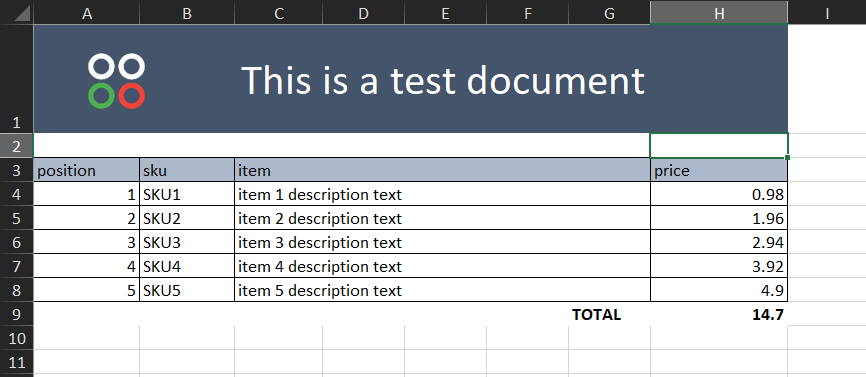 A B C D E F G H I
1 This is a test document
2
3 position sku item price
4 1 SKU1 item 1 description text 0.98
5 2 SKU2 item 2 description text 1.96
6 3 SKU3 item 3 description text 2.94
7 4 SKU4 item 4 description text 3.92
8 5 SKU5 item 5 description text 4.9
9 TOTAL 14.7
10
11